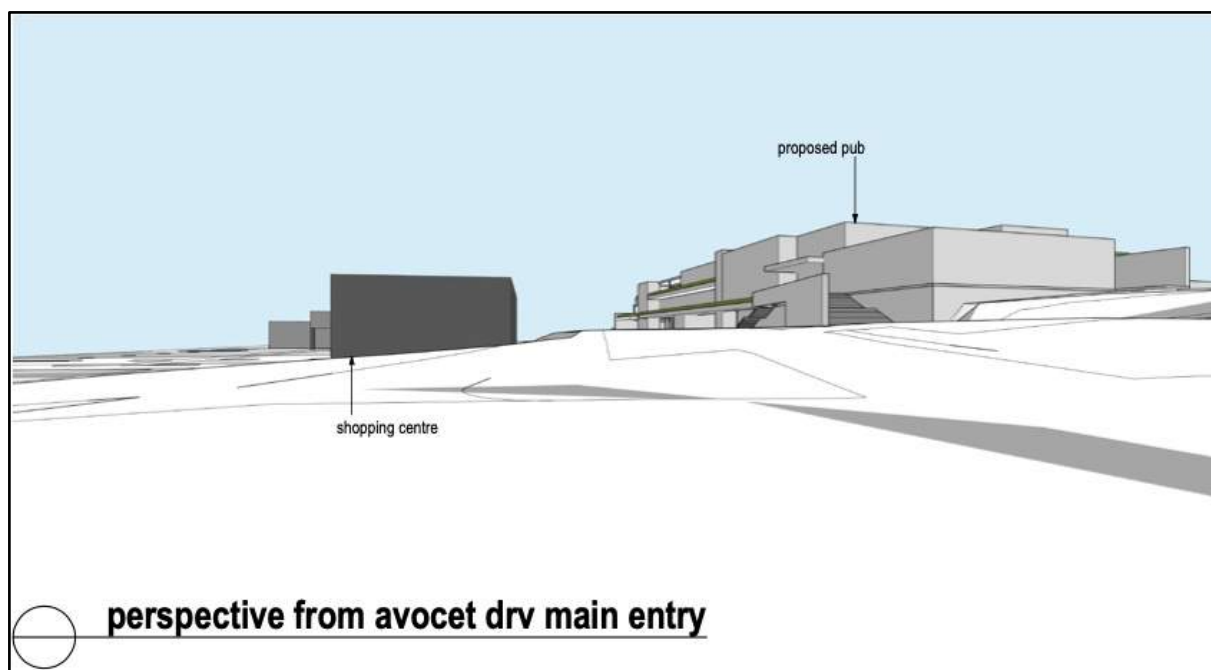 proposed pub
shopping centre
perspective from avocet drv main entry